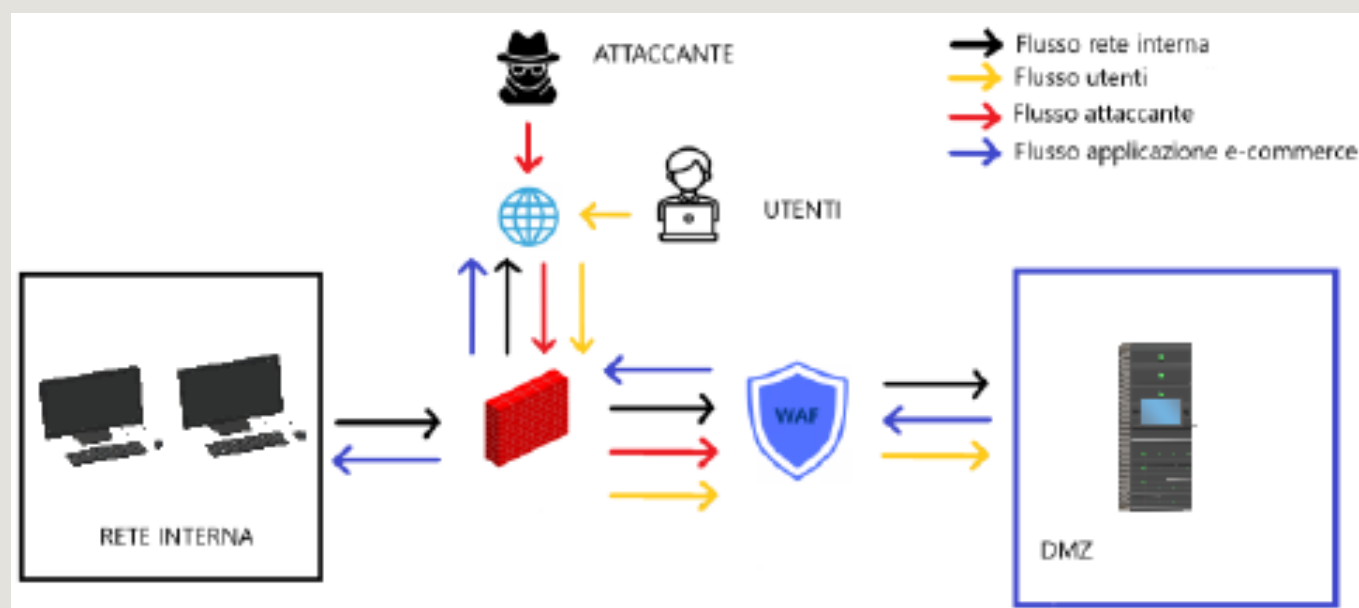 ATTACCANTE
Flusso rete interna
Flusso utenti
Flusso attaccante
Flusso applicazione e-commerce
UTENTI
WAF
RETE INTERNA
DMZ